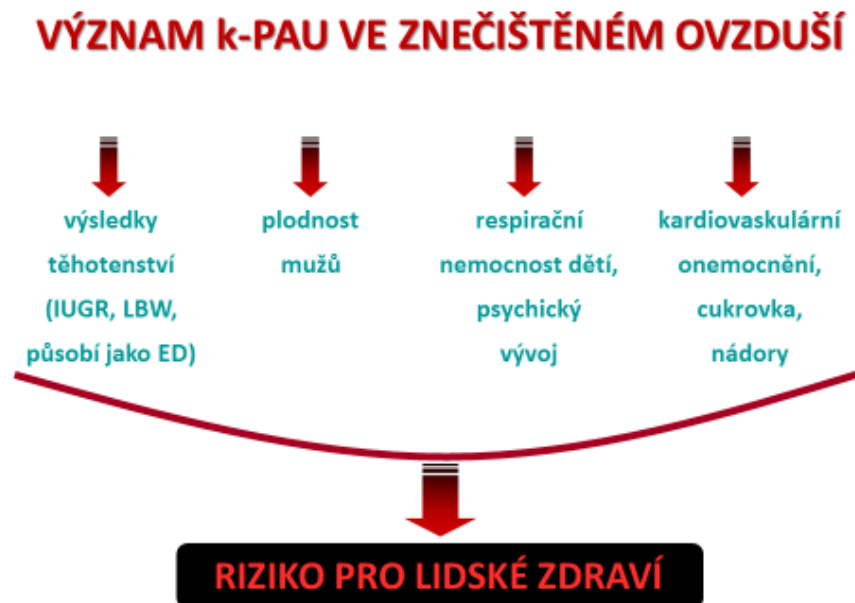 VÝZNAM k-PAU VE ZNEČIŠTĚNÉM OVZDUŠÍ
výsledky
těhotenství
(IUGR, LBW,
působí jako ED)
plodnost
mužů
respirační
nemocnost dětí,
psychický
vývoj
kardiovaskulární
onemocnění,
cukrovka,
nádory
RIZIKO PRO LIDSKÉ ZDRAVÍ